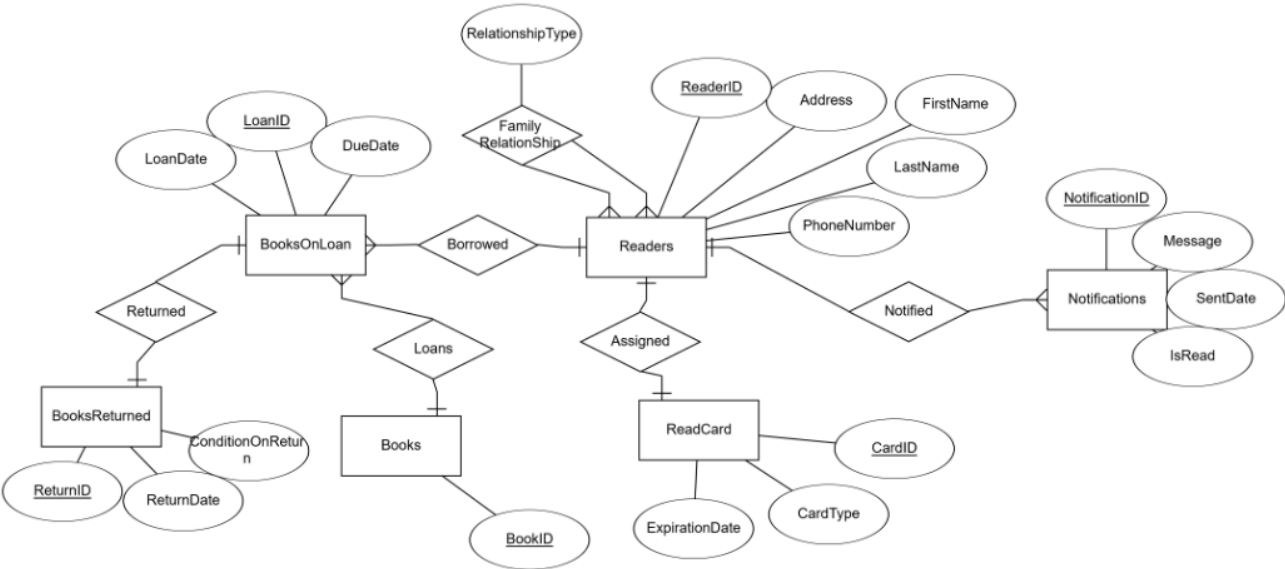 RelationshipType
ReaderID
Address
FirstName
LoanID
Family
RelationShip
LoanDate
DueDate
LastName
NotificationID
PhoneNumber
Message
BooksOnLoan
Borrowed
Readers
Notifications
SentDate
Returned
Notified
Loans
Assigned
IsRead
BooksReturned
ConditionOnRetur
n
Books
ReadCard
CardID
ReturnID
ReturnDate
CardType
ExpirationDate
BookID